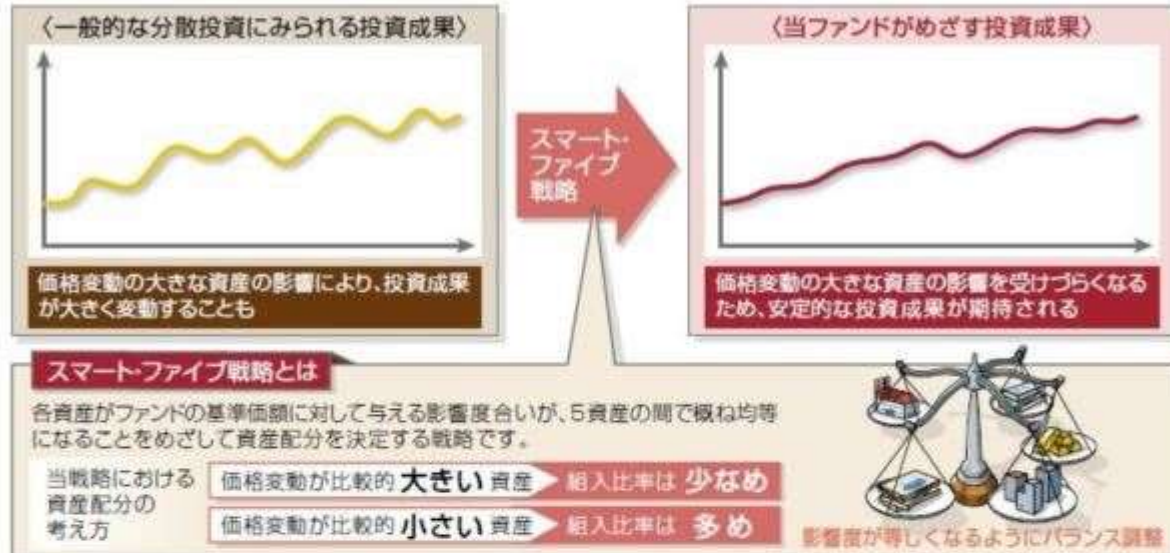 〈一般的な分散投資にみられる投資成果〉
価格変動の大きな資産の影響により、投資成果
が大きく変動することも
スマート・
ファイブ
戦略
〈当ファンドがめざす投資成果〉
価格変動の大きな資産の影響を受けづらくなる
ため、安定的な投資成果が期待される
スマート・ファイブ戦略とは
各資産がファンドの基準価額に対して与える影響度合いが、5資産の間で概ね均等
になることをめざして資産配分を決定する戦略です。
当戦略における
資産配分の
考え方
価格変動が比較的 大きい 資産 組入比率は 少なめ
価格変動が比較的 小さい 資産 組入比率は 多め
影響度が等しくなるようにバランス調整